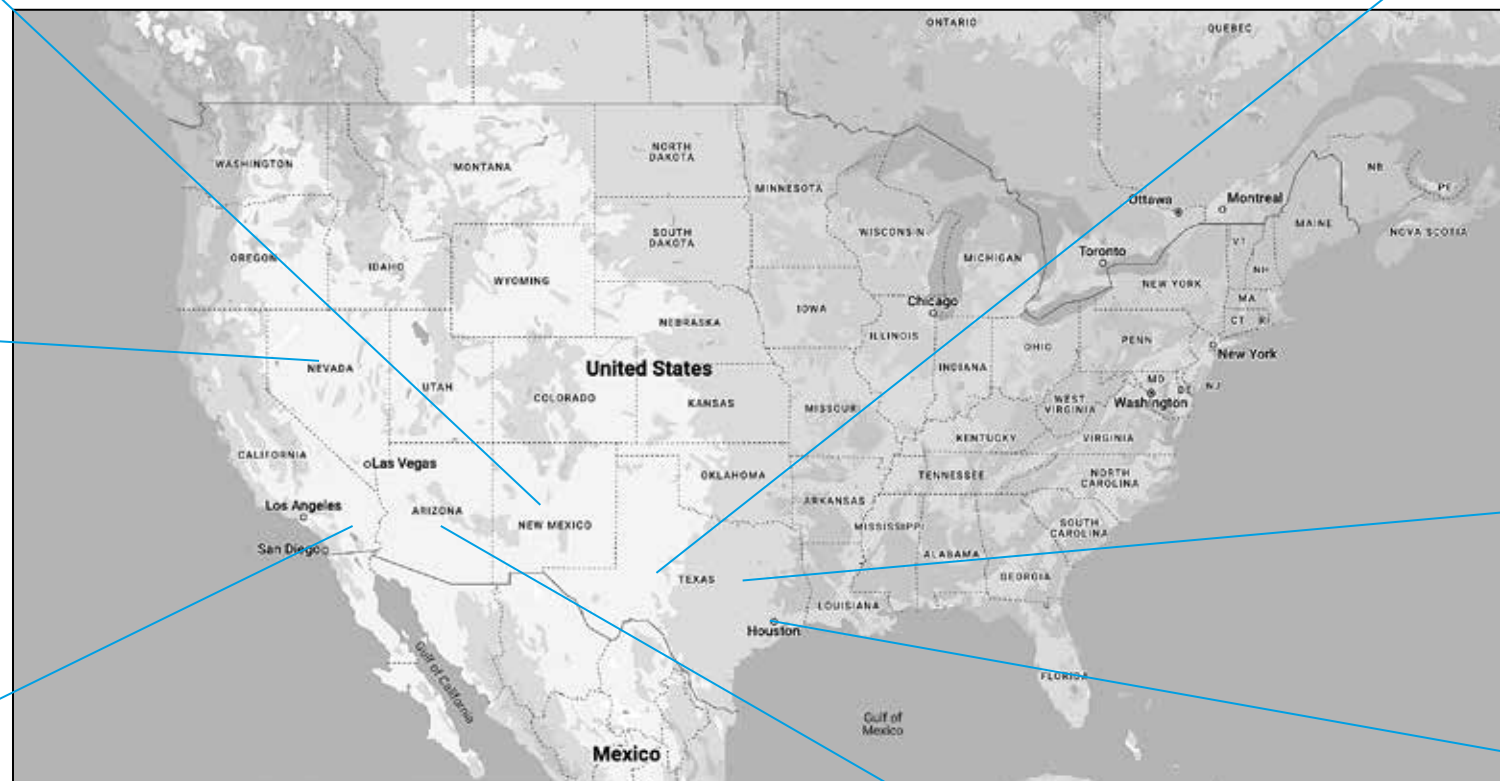 ONTARIO
QUEBEC
WASHINGTON
MONTANA
NORTH
DAKOTA
MINNESOTA
NB
PE
Ottawa
Montreal
MAINE
NOVA SCOTIA
OREGON
IDAHO
SOUTH
DAKOTA
WISCONSIN
MICHIGAN
Toronto
VT
NH
WYOMING
NEW YORK
MA
CT
RI
Chicago
IOWA
NEBRASKA
ILLINOIS
OHIO
PENN
New York
NEVADA
United States
INDIANA
UTAH
COLORADO
KANSAS
MISSOURI
MD
DE
NJ
WEST
VIRGINIA
Washington
KENTUCKY
VIRGINIA
CALIFORNIA
Las Vegas
OKLAHOMA
TENNESSEE
NORTH
CAROLINA
Los Angeles
ARIZONA
NEW MEXICO
ARKANSAS
MISSISSIPPI
SOUTH
CAROLINA
San Diego
ALABAMA
TEXAS
GEORGIA
LOUISIANA
Houston
Gulf of California
FLORIDA
Gulf of
Mexico
Mexico